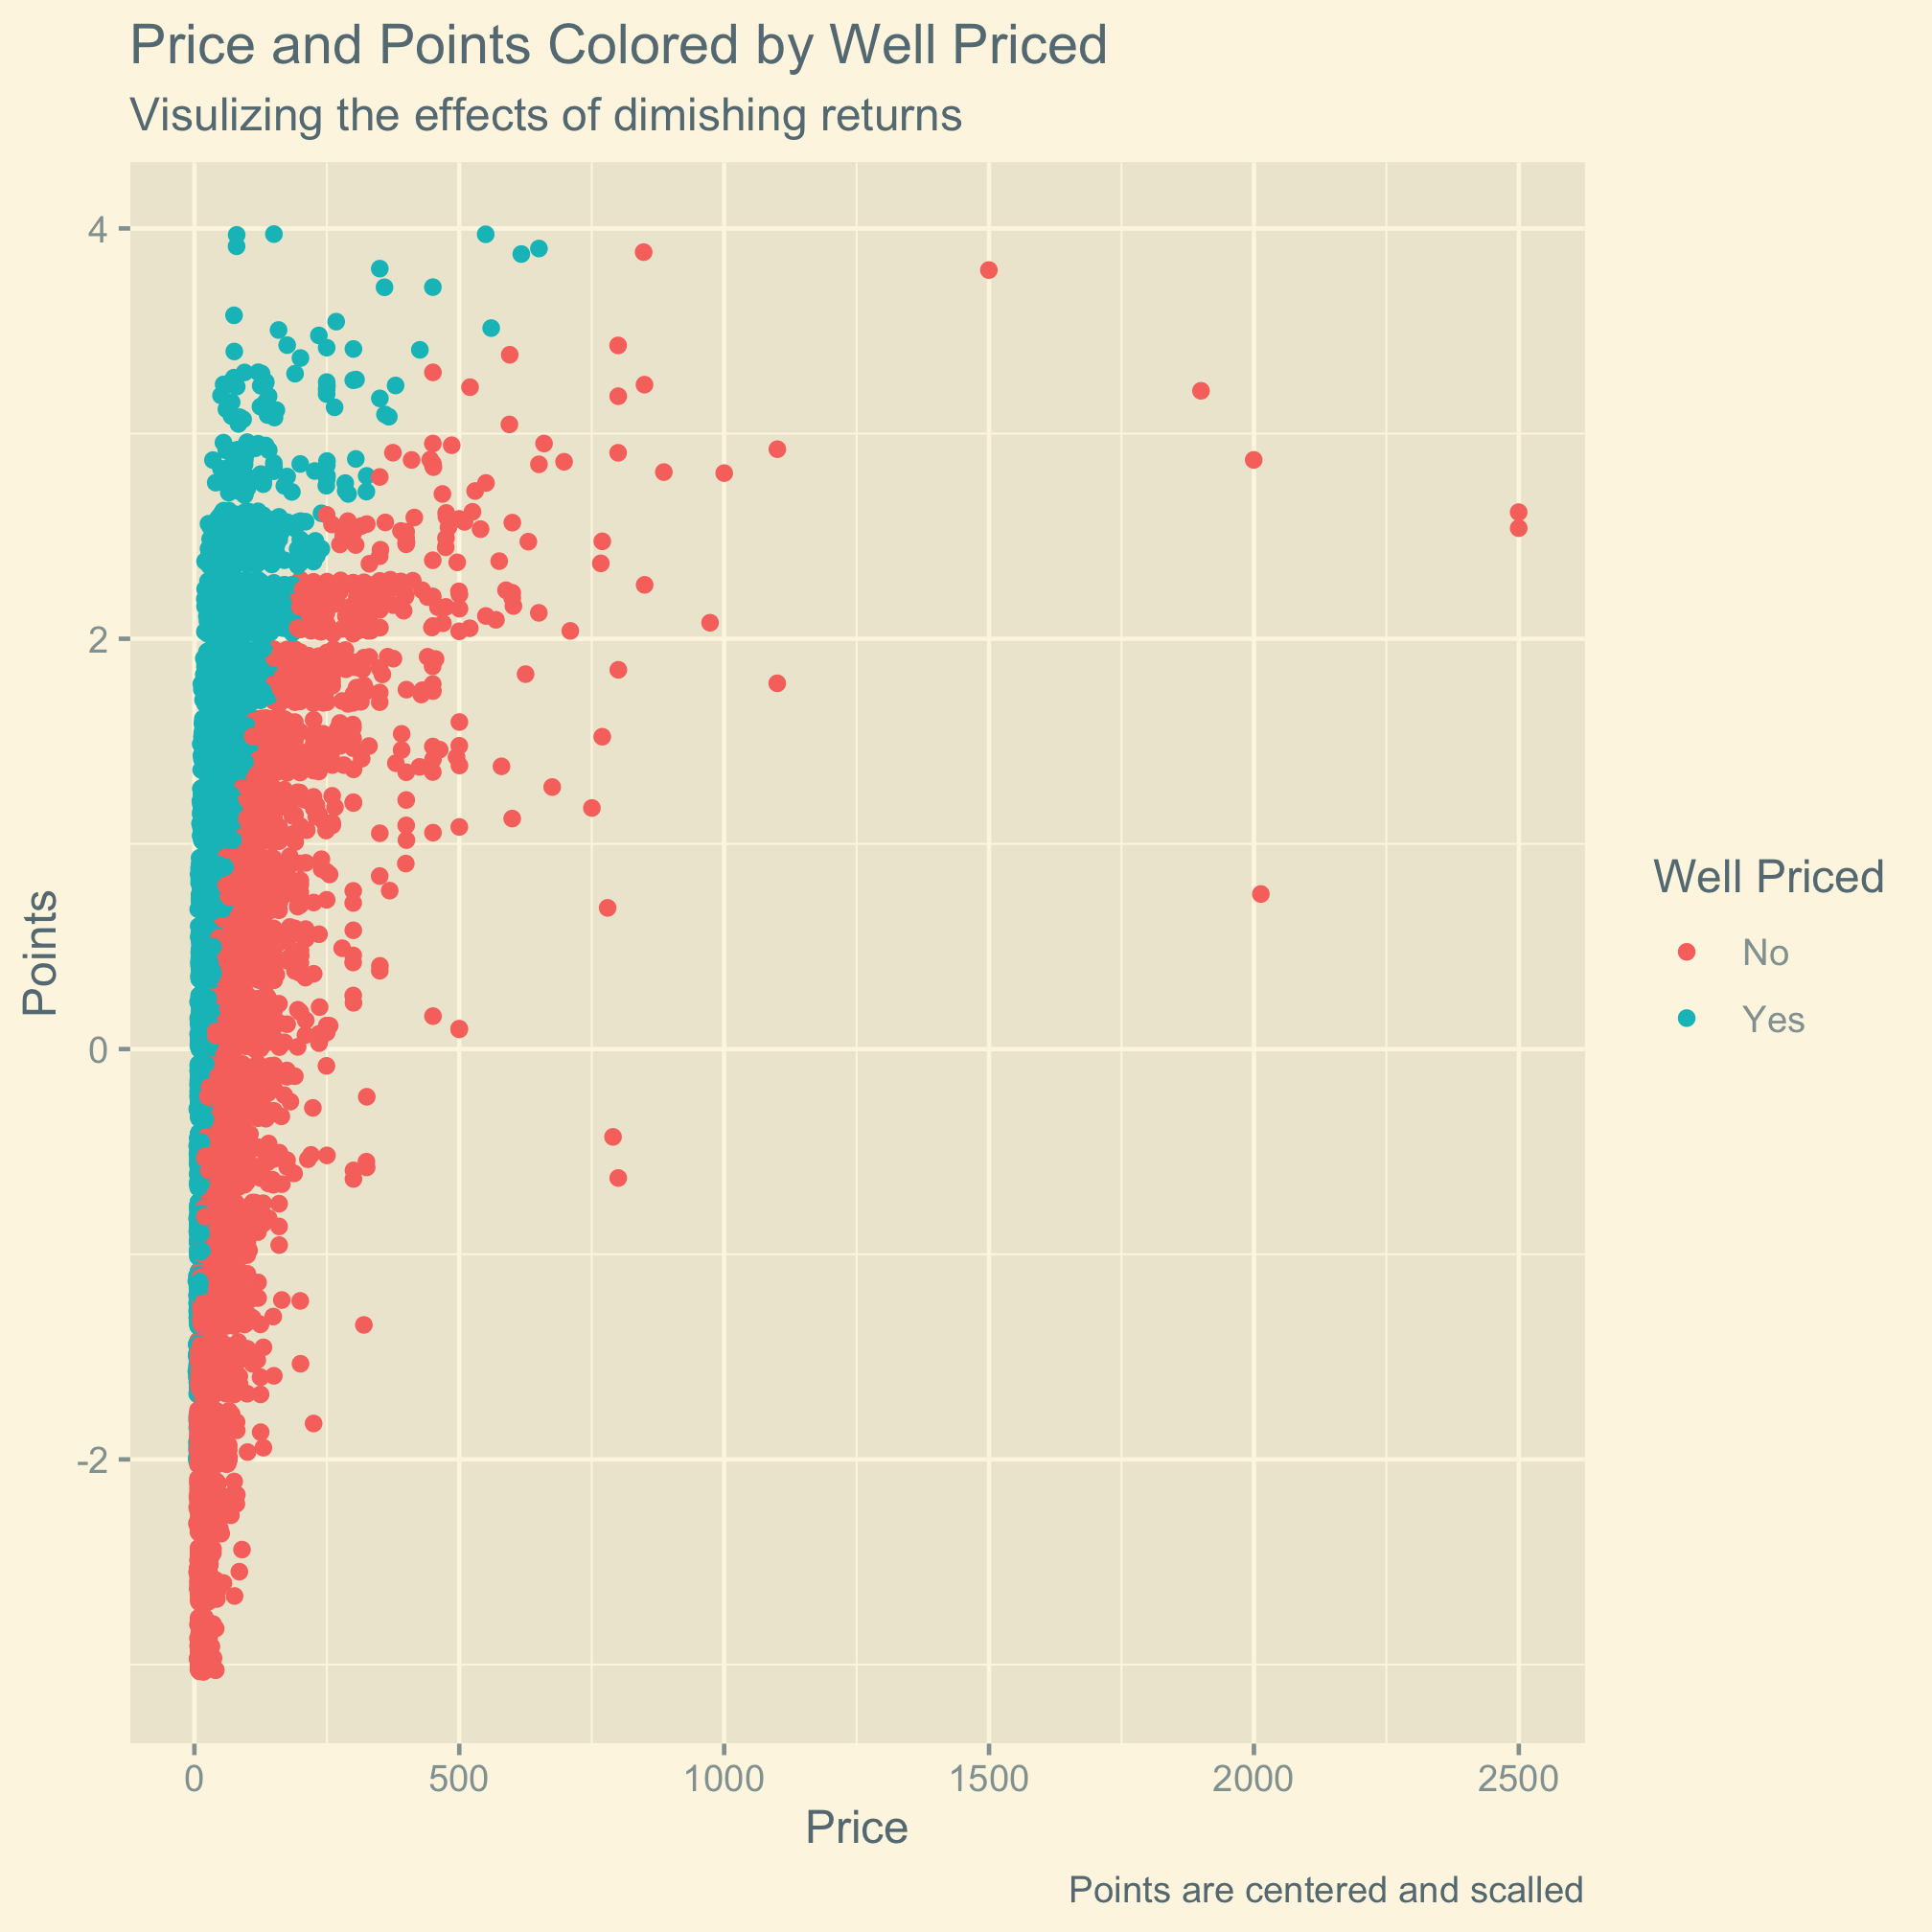 Price and Points Colored by Well Priced
Visulizing the effects of dimishing returns
4
2
0
-2
Points
0 500 1000 1500 2000 2500
Price
Well Priced
No
Yes
Points are centered and scalled